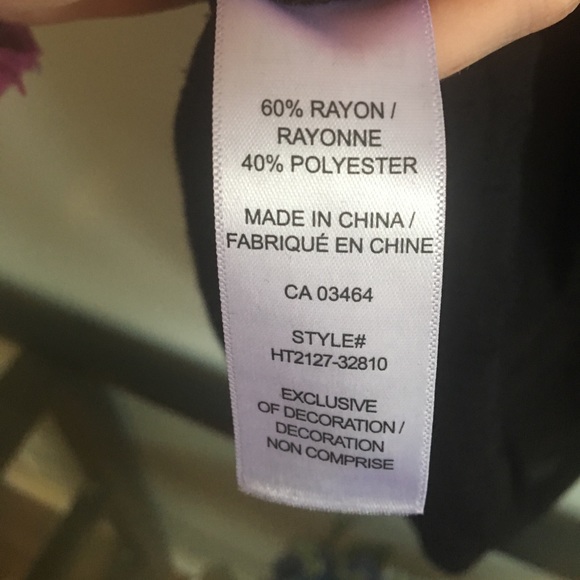 60% RAYON /
RAYONNE
40% POLYESTER
MADE IN CHINA /
FABRIQUÉ EN CHINE
CA 03464
STYLE#
HT2127-32810
EXCLUSIVE
OF DECORATION /
DECORATION
NON COMPRISE